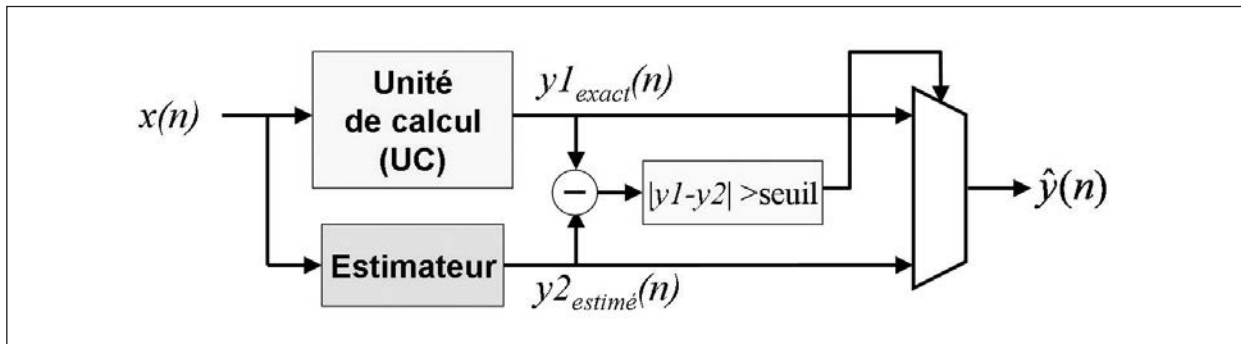 x(n)
Unité
de calcul
(UC)
y1exact(n)
−
|y1-y2| >seuil
ŷ(n)
Estimateur
y2estimé(n)